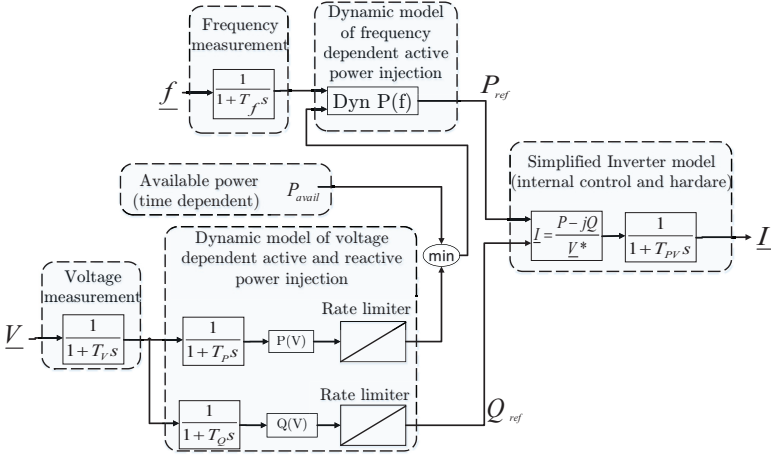 Frequency
measurement
f
1
1+T_f s
Dynamic model
of frequency
dependent active
power injection
Dyn P(f)
P_ref
Available power
(time dependent)
P_avail
Simplified Inverter model
(internal control and hardare)
I = P − jQ
V *
1
1+T_PV s
I
min
Dynamic model of voltage
dependent active and reactive
power injection
Voltage
measurement
V
1
1+T_V s
1
1+T_P s
P(V)
Rate limiter
1
1+T_Q s
Q(V)
Rate limiter
Q_ref